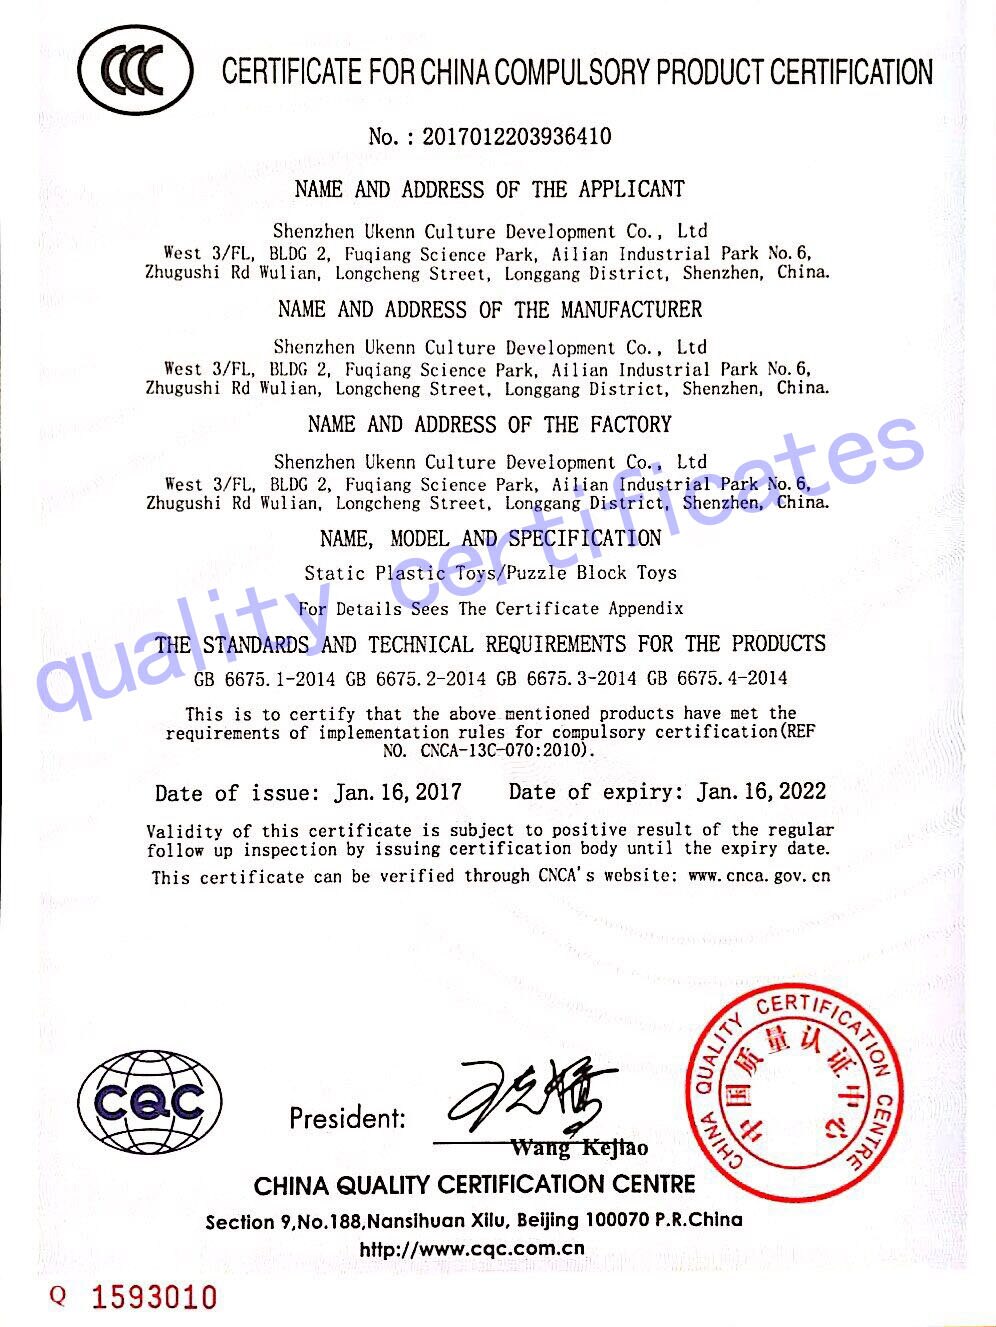 CCC
CERTIFICATE FOR CHINA COMPULSORY PRODUCT CERTIFICATION
No. : 2017012203936410
NAME AND ADDRESS OF THE APPLICANT
Shenzhen Ukenn Culture Development Co., Ltd
West 3/FL, BLDG 2, Fuqiang Science Park, Ailian Industrial Park No.6,
Zhugushi Rd Wulian, Longcheng Street, Longgang District, Shenzhen, China.
NAME AND ADDRESS OF THE MANUFACTURER
Shenzhen Ukenn Culture Development Co., Ltd
West 3/FL, BLDG 2, Fuqiang Science Park, Ailian Industrial Park No.6,
Zhugushi Rd Wulian, Longcheng Street, Longgang District, Shenzhen, China.
NAME AND ADDRESS OF THE FACTORY
Shenzhen Ukenn Culture Development Co., Ltd
West 3/FL, BLDG 2, Fuqiang Science Park, Ailian Industrial Park No.6,
Zhugushi Rd Wulian, Longcheng Street, Longgang District, Shenzhen, China.
NAME, MODEL AND SPECIFICATION
Static Plastic Toys/Puzzle Block Toys
For Details Sees The Certificate Appendix
quality certificates
THE STANDARDS AND TECHNICAL REQUIREMENTS FOR THE PRODUCTS
GB 6675.1-2014 GB 6675.2-2014 GB 6675.3-2014 GB 6675.4-2014
This is to certify that the above mentioned products have met the
requirements of implementation rules for compulsory certification(REF
NO. CNCA-13C-070:2010).
Date of issue: Jan.16,2017 Date of expiry: Jan.16,2022
Validity of this certificate is subject to positive result of the regular
follow up inspection by issuing certification body until the expiry date.
This certificate can be verified through CNCA's website: www.cnca.gov.cn
CHINA QUALITY CERTIFICATION CENTRE
中国质量认证中心
CQC
President:
Wang Kejiao
CHINA QUALITY CERTIFICATION CENTRE
Section 9,No.188,Nansihuan Xilu, Beijing 100070 P.R.China
http://www.cqc.com.cn
Q 1593010